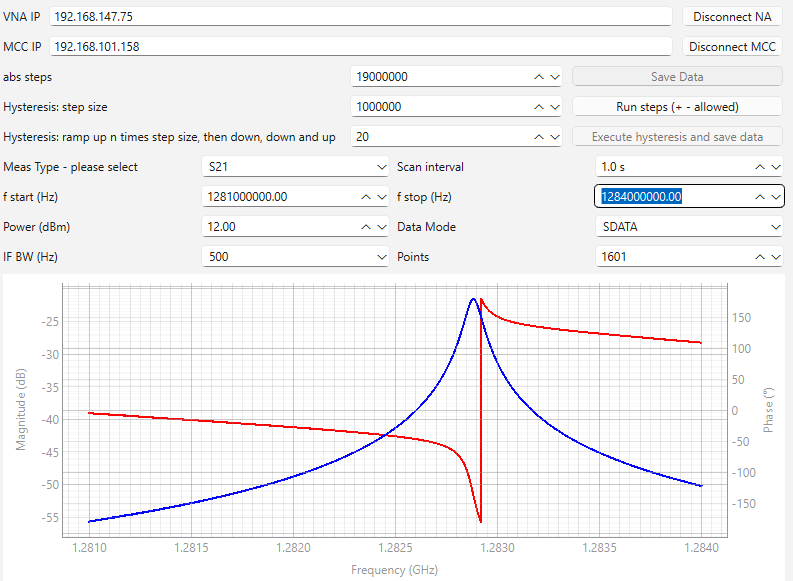 VNA IP 192.168.147.75 Disconnect NA
MCC IP 192.168.101.158 Disconnect MCC
abs steps 19000000 Save Data
Hysteresis: step size 1000000 Run steps (+ - allowed)
Hysteresis: ramp up n times step size, then down, down and up 20 Execute hysteresis and save data
Meas Type - please select S21 Scan interval 1.0 s
f start (Hz) 1281000000.00 f stop (Hz) 1284000000.00
Power (dBm) 12.00 Data Mode SDATA
IF BW (Hz) 500 Points 1601
Magnitude (dB)
-25
-30
-35
-40
-45
-50
-55
150
100
50
0
-50
-100
-150
Phase (°)
1.2810 1.2815 1.2820 1.2825 1.2830 1.2835 1.2840
Frequency (GHz)